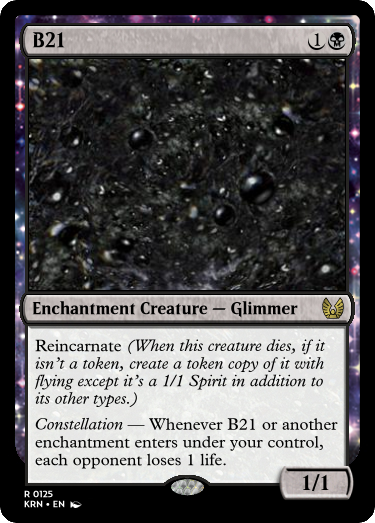 B21
1
Enchantment Creature — Glimmer
Reincarnate (When this creature dies, if it
isn't a token, create a token copy of it with
flying except it's a 1/1 Spirit in addition to
its other types.)
Constellation — Whenever B21 or another
enchantment enters under your control,
each opponent loses 1 life.
1/1
R 0125
KRN • EN